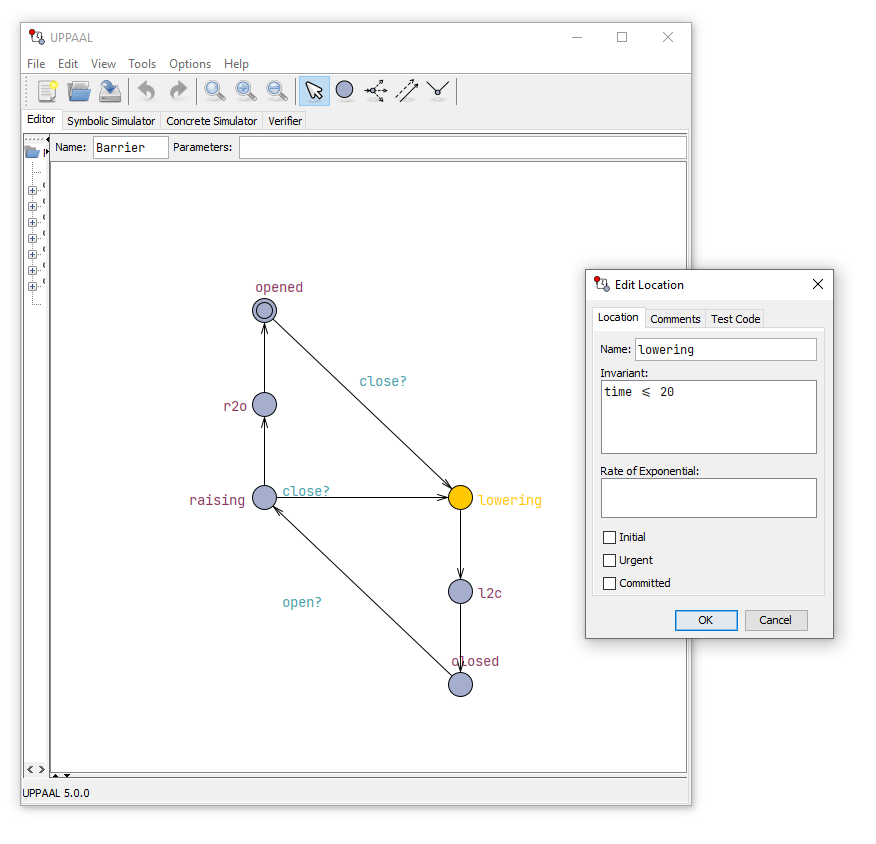 UPPAAL
File Edit View Tools Options Help
Editor Symbolic Simulator Concrete Simulator Verifier
Name: Barrier Parameters:
opened
close?
r2o
raising
close?
lowering
open?
l2c
closed
UPPAAL 5.0.0
Edit Location
Location Comments Test Code
Name: lowering
Invariant:
time ⩽ 20
Rate of Exponential:
Initial
Urgent
Committed
OK Cancel